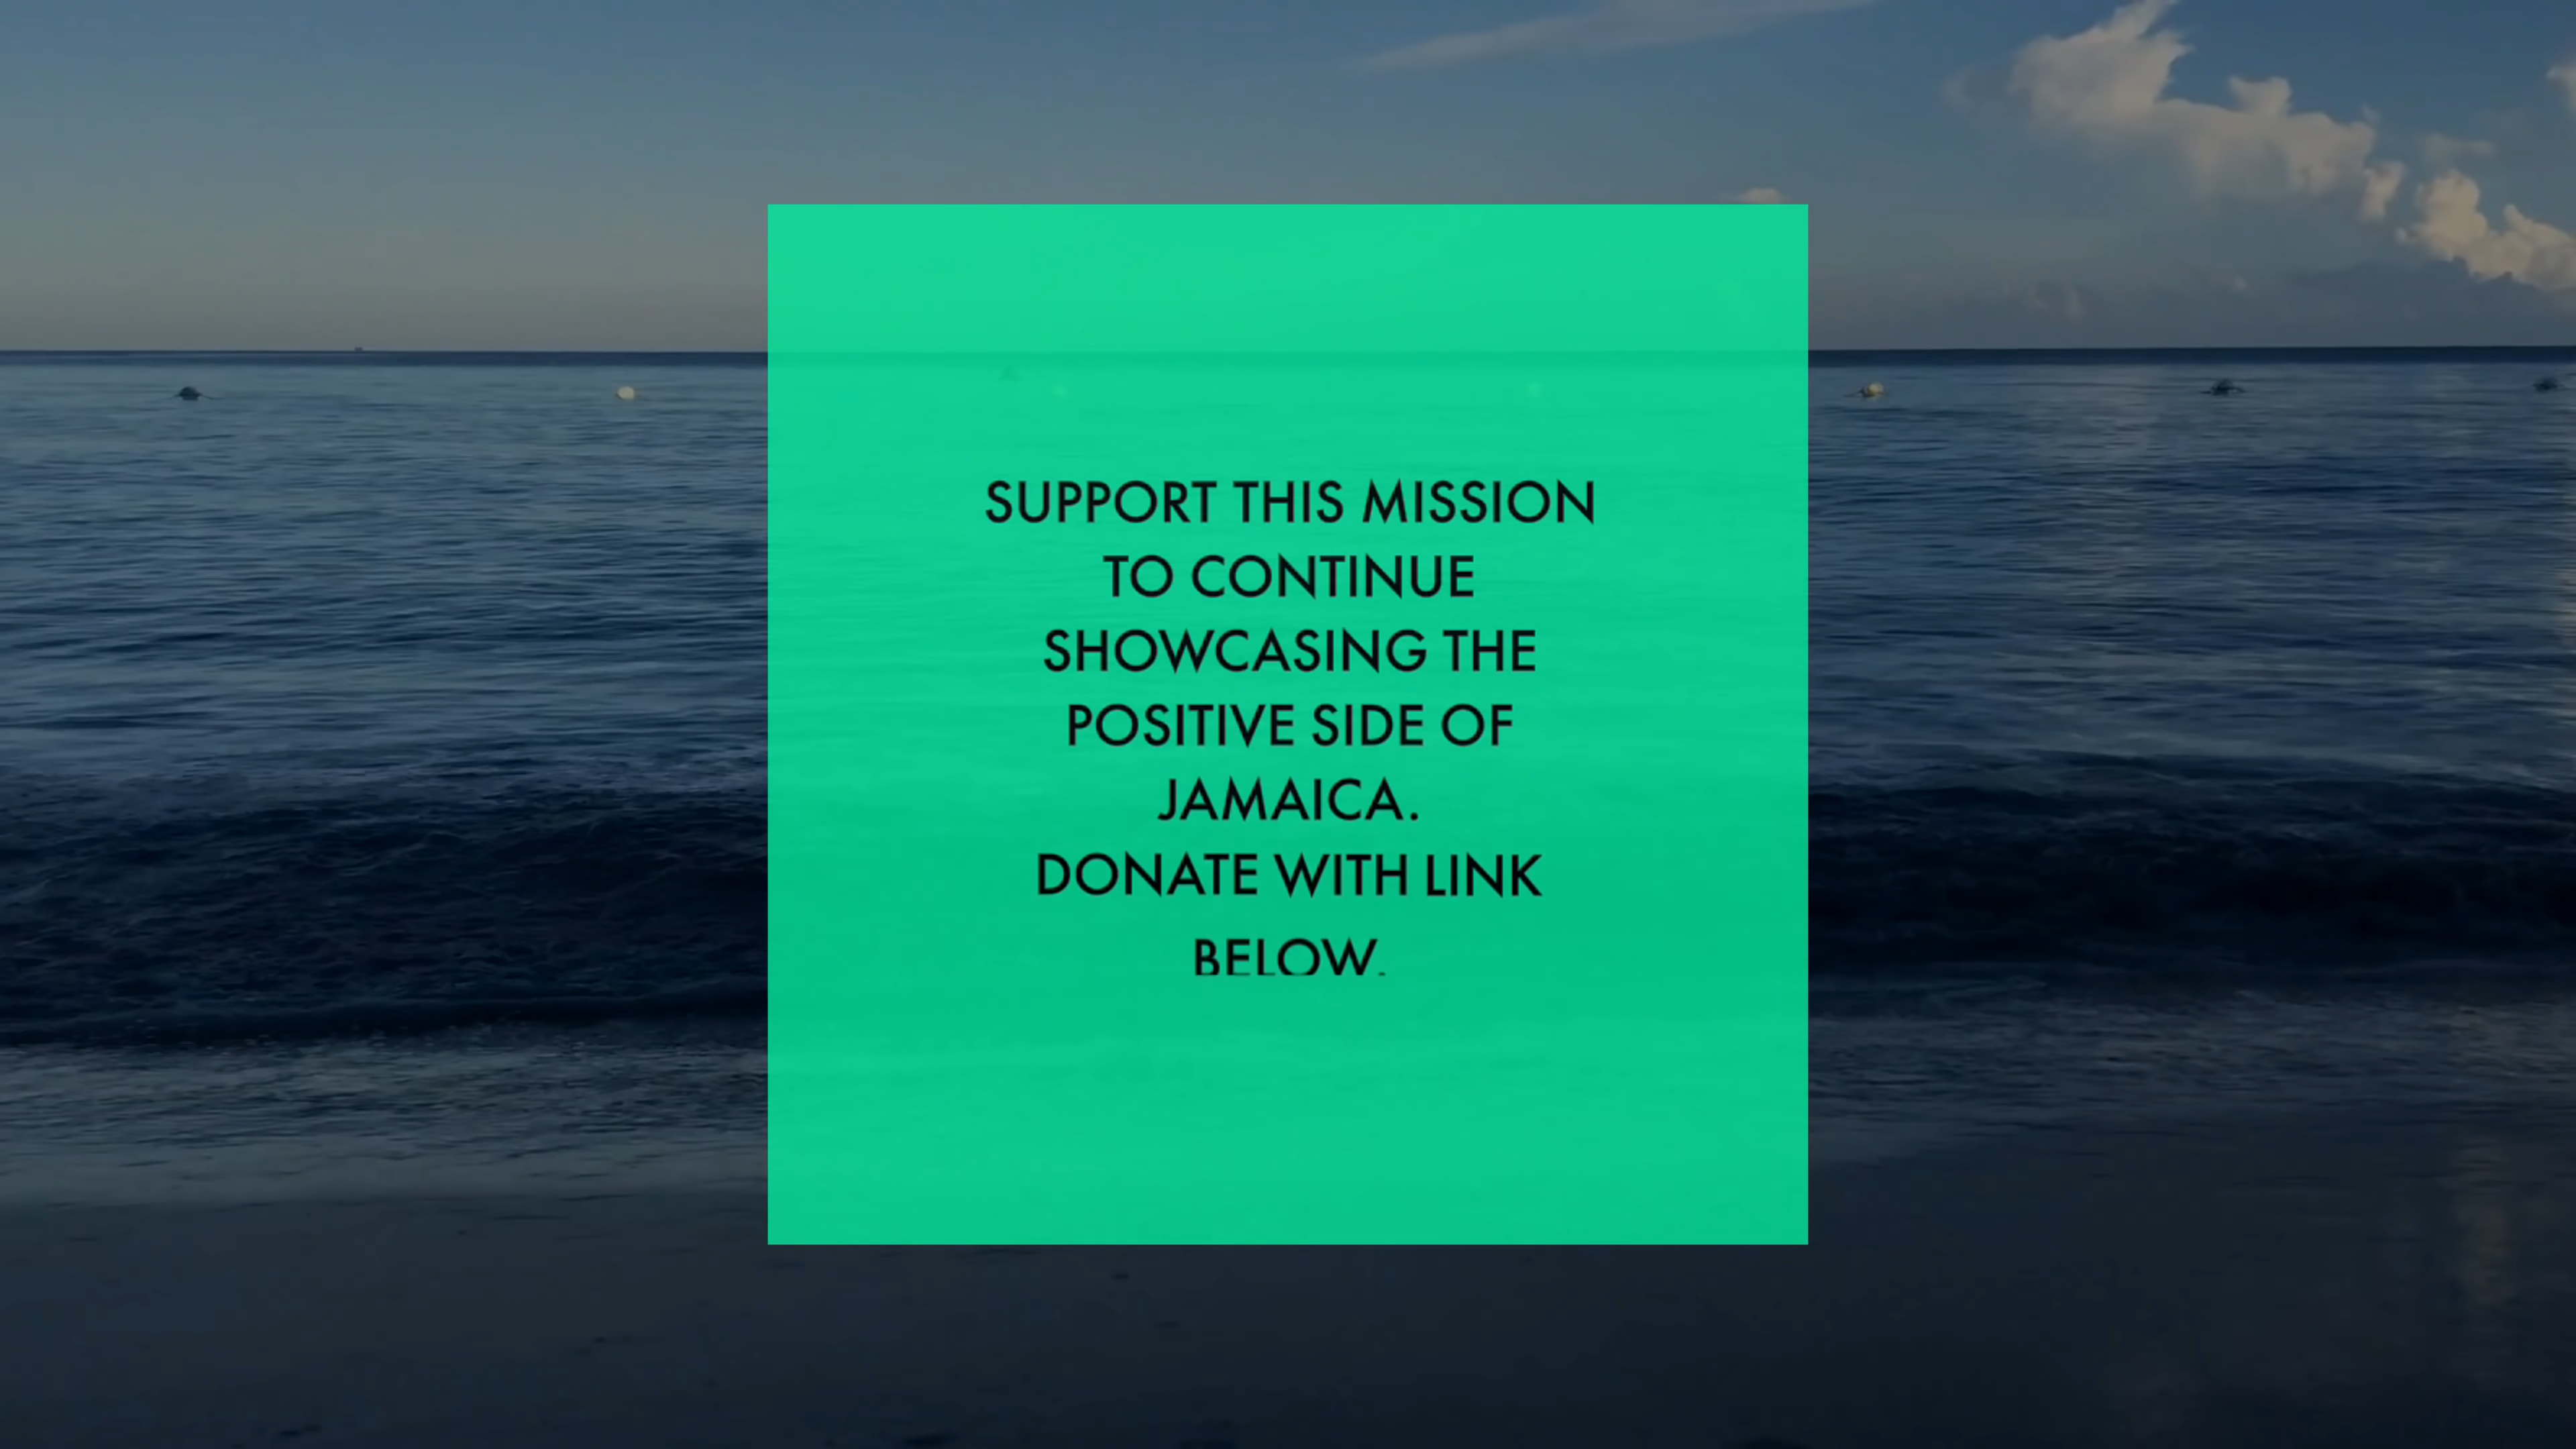 SUPPORT THIS MISSION
TO CONTINUE
SHOWCASING THE
POSITIVE SIDE OF
JAMAICA.
DONATE WITH LINK
BELOW.